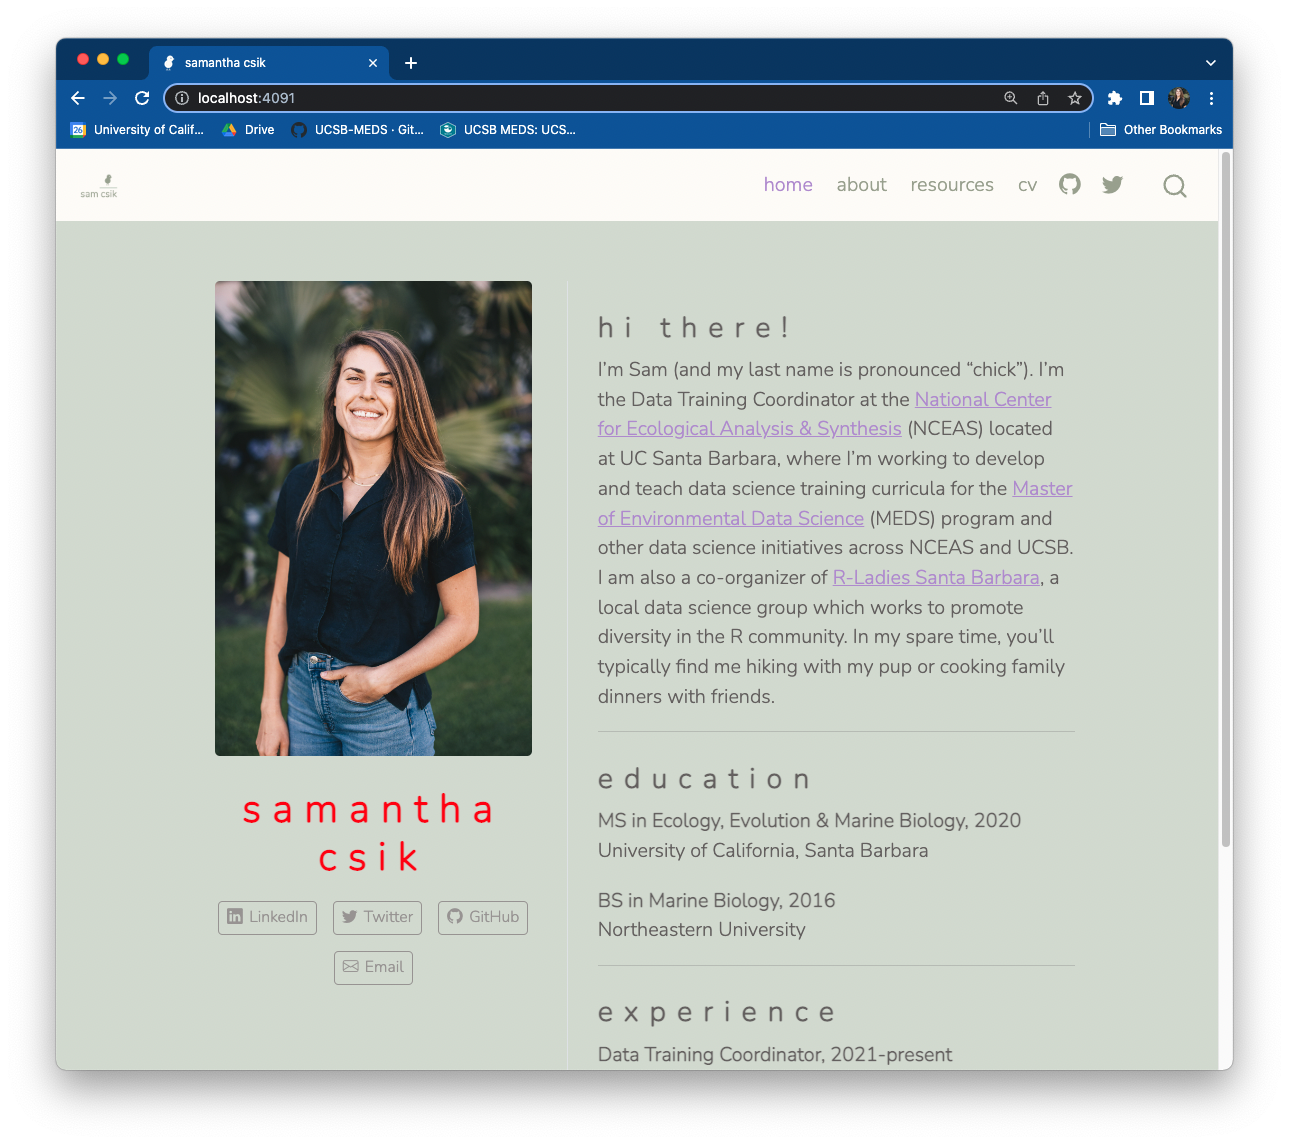 samantha csik
localhost:4091
26 University of Calif...
Drive
UCSB-MEDS · Git...
UCSB MEDS: UCS...
Other Bookmarks
sam csik
home about resources cv
hi there!
I’m Sam (and my last name is pronounced “chick”). I’m
the Data Training Coordinator at the National Center
for Ecological Analysis & Synthesis (NCEAS) located
at UC Santa Barbara, where I’m working to develop
and teach data science training curricula for the Master
of Environmental Data Science (MEDS) program and
other data science initiatives across NCEAS and UCSB.
I am also a co-organizer of R-Ladies Santa Barbara, a
local data science group which works to promote
diversity in the R community. In my spare time, you’ll
typically find me hiking with my pup or cooking family
dinners with friends.
education
MS in Ecology, Evolution & Marine Biology, 2020
University of California, Santa Barbara
BS in Marine Biology, 2016
Northeastern University
experience
Data Training Coordinator, 2021-present
samantha
csik
LinkedIn
Twitter
GitHub
Email